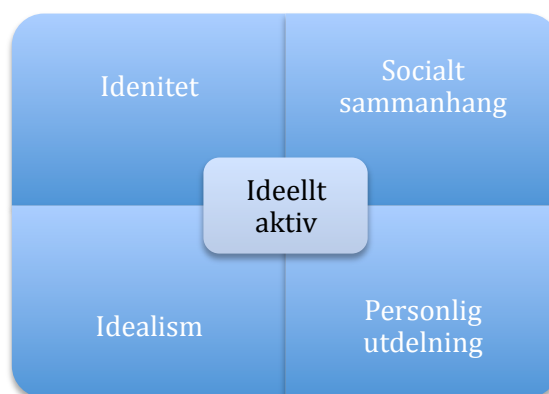 Idenitet
Socialt
sammanhang
Ideellt
aktiv
Idealism
Personlig
utdelning